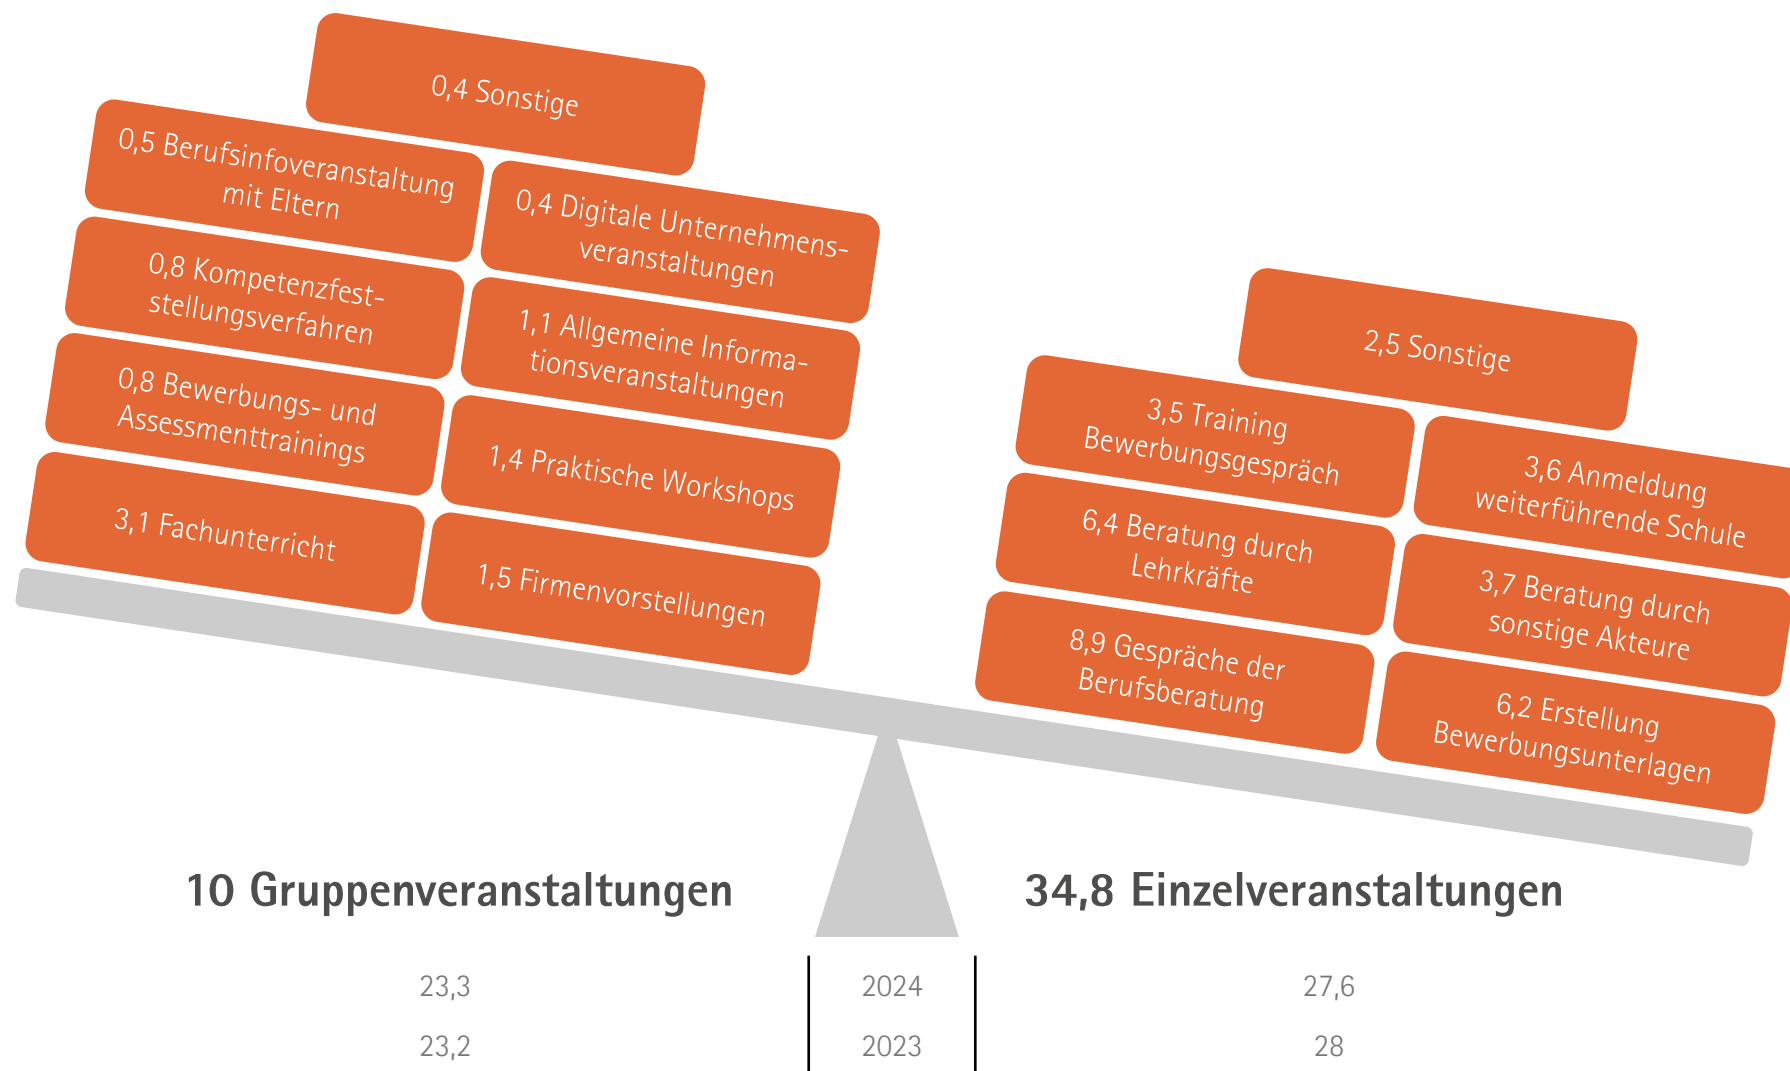 0,4 Sonstige
0,5 Berufsinfoveranstaltung
mit Eltern
0,4 Digitale Unternehmens-
veranstaltungen
0,8 Kompetenzfest-
stellungsverfahren
1,1 Allgemeine Informa-
tionsveranstaltungen
0,8 Bewerbungs- und
Assessmenttrainings
1,4 Praktische Workshops
3,1 Fachunterricht
1,5 Firmenvorstellungen
2,5 Sonstige
3,5 Training
Bewerbungsgespräch
3,6 Anmeldung
weiterführende Schule
6,4 Beratung durch
Lehrkräfte
3,7 Beratung durch
sonstige Akteure
8,9 Gespräche der
Berufsberatung
6,2 Erstellung
Bewerbungsunterlagen
10 Gruppenveranstaltungen
34,8 Einzelveranstaltungen
23,3 2024 27,6
23,2 2023 28